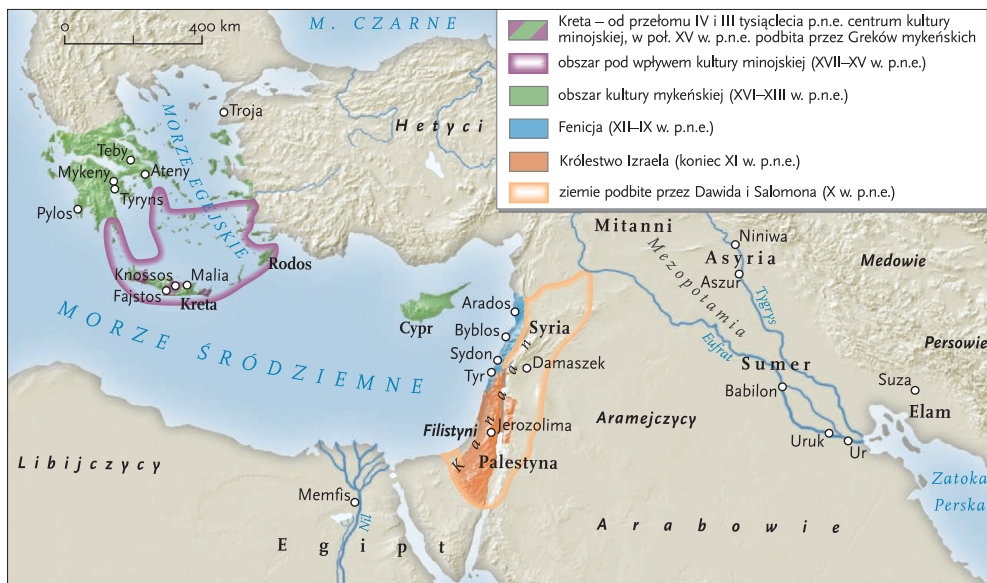 0
400 km
M. CZARNE
Kreta – od przełomu IV i III tysiąclecia p.n.e. centrum kultury
minojskiej, w poł. XV w. p.n.e. podbita przez Greków mykeńskich
obszar pod wpływem kultury minojskiej (XVII–XV w. p.n.e.)
obszar kultury mykeńskiej (XVI–XIII w. p.n.e.)
Fenicja (XII–IX w. p.n.e.)
Królestwo Izraela (koniec XI w. p.n.e.)
ziemie podbite przez Dawida i Salomona (X w. p.n.e.)
Troja
Hetyci
MORZE EGEJSKIE
Teby
Mykeny
Ateny
Tyryns
Pylos
Rodos
Knossos
Malia
Fajstos
Kreta
MORZE ŚRÓDZIEMNE
Cypr
Arados
Byblos
Syria
Sydon
Damaszek
Tyr
Kanaan
Filistyni
Jerozolima
Palestyna
Mitanni
Mezopotamia
Niniwa
Asyria
Aszur
Medowie
Tygrys
Eufrat
Persowie
Sumer
Babilon
Suza
Elam
Aramejczycy
Uruk
Ur
Libijczycy
Memfis
Nil
Egipt
Arabowie
Zatoka
Perska